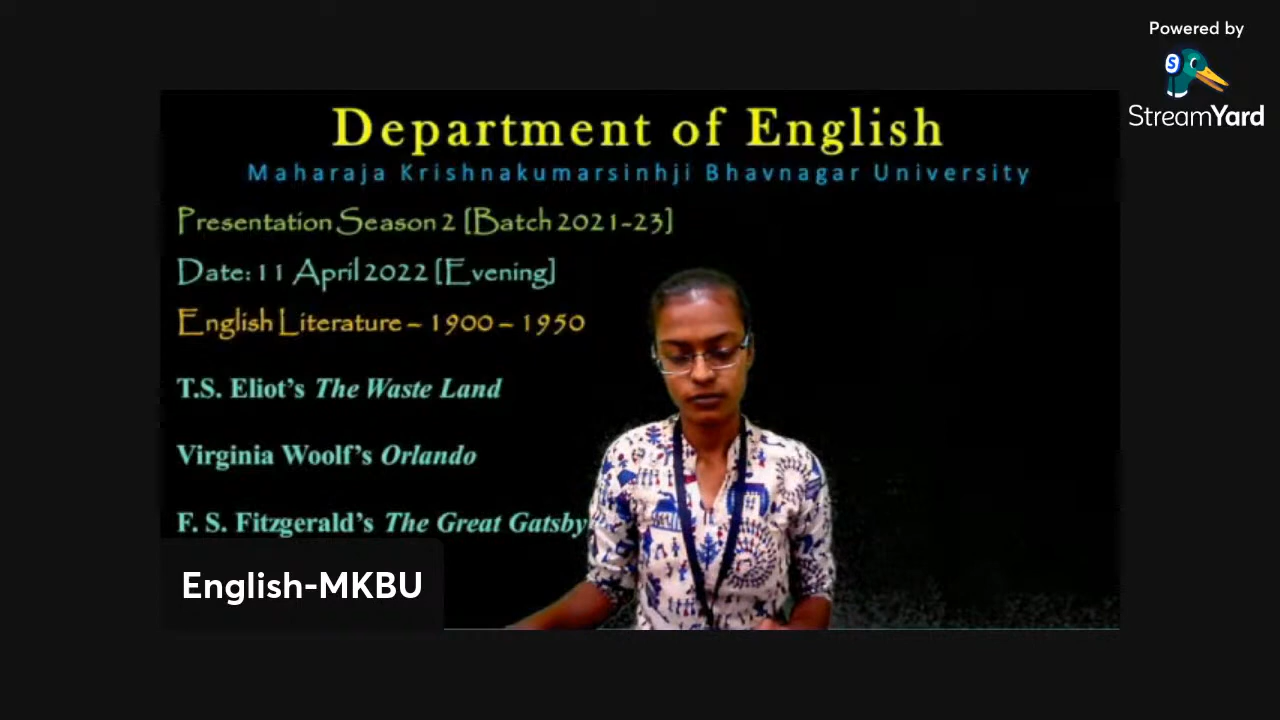 Powered by
StreamYard
Department of English
Maharaja Krishnakumarsinhji Bhavnagar University
Presentation Season 2 [Batch 2021-23]
Date: 11 April 2022 [Evening]
English Literature – 1900 – 1950
T.S. Eliot's The Waste Land
Virginia Woolf's Orlando
F. S. Fitzgerald's The Great Gatsby
English-MKBU